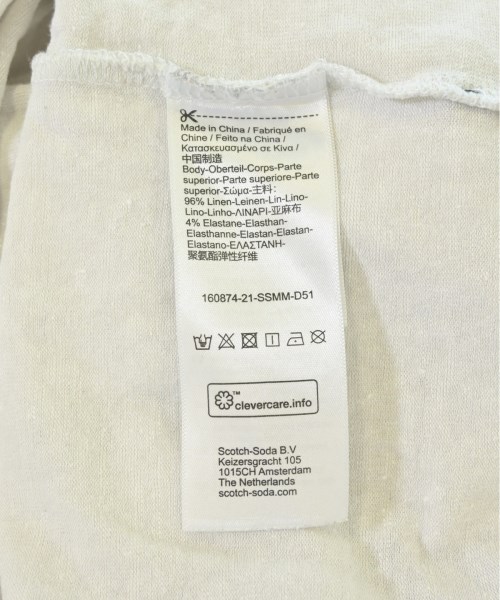 Made in China / Fabriqué en
Chine / Feito na China /
Κατασκευασμένο σε Κίνα /
中国制造
Body-Oberteil-Corps-Parte
superior-Parte superiore-Parte
superior-Σώμα-主料:
96% Linen-Leinen-Lin-Lino-
Lino-Linho-ΛΙΝΑΡΙ-亚麻布
4% Elastane-Elasthan-
Elasthanne-Elastan-Elastan-
Elastano-ΕΛΑΣΤΑΝΗ-
聚氨酯弹性纤维
160874-21-SSMM-D51
™
clevercare.info
Scotch-Soda B.V
Keizersgracht 105
1015CH Amsterdam
The Netherlands
scotch-soda.com